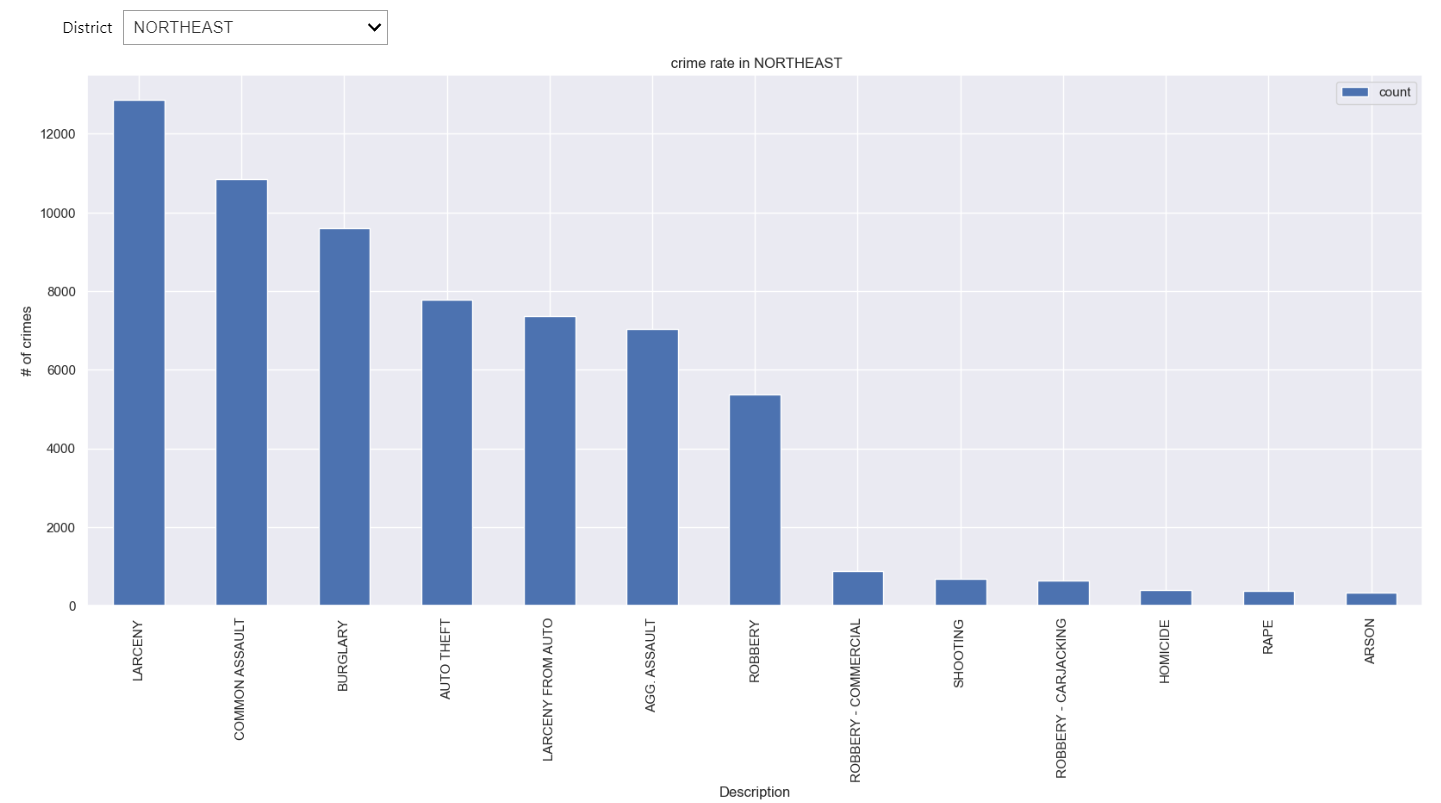 District NORTHEAST
crime rate in NORTHEAST
count
# of crimes
12000
10000
8000
6000
4000
2000
0
LARCENY
COMMON ASSAULT
BURGLARY
AUTO THEFT
LARCENY FROM AUTO
AGG. ASSAULT
ROBBERY
ROBBERY - COMMERCIAL
SHOOTING
ROBBERY - CARJACKING
HOMICIDE
RAPE
ARSON
Description